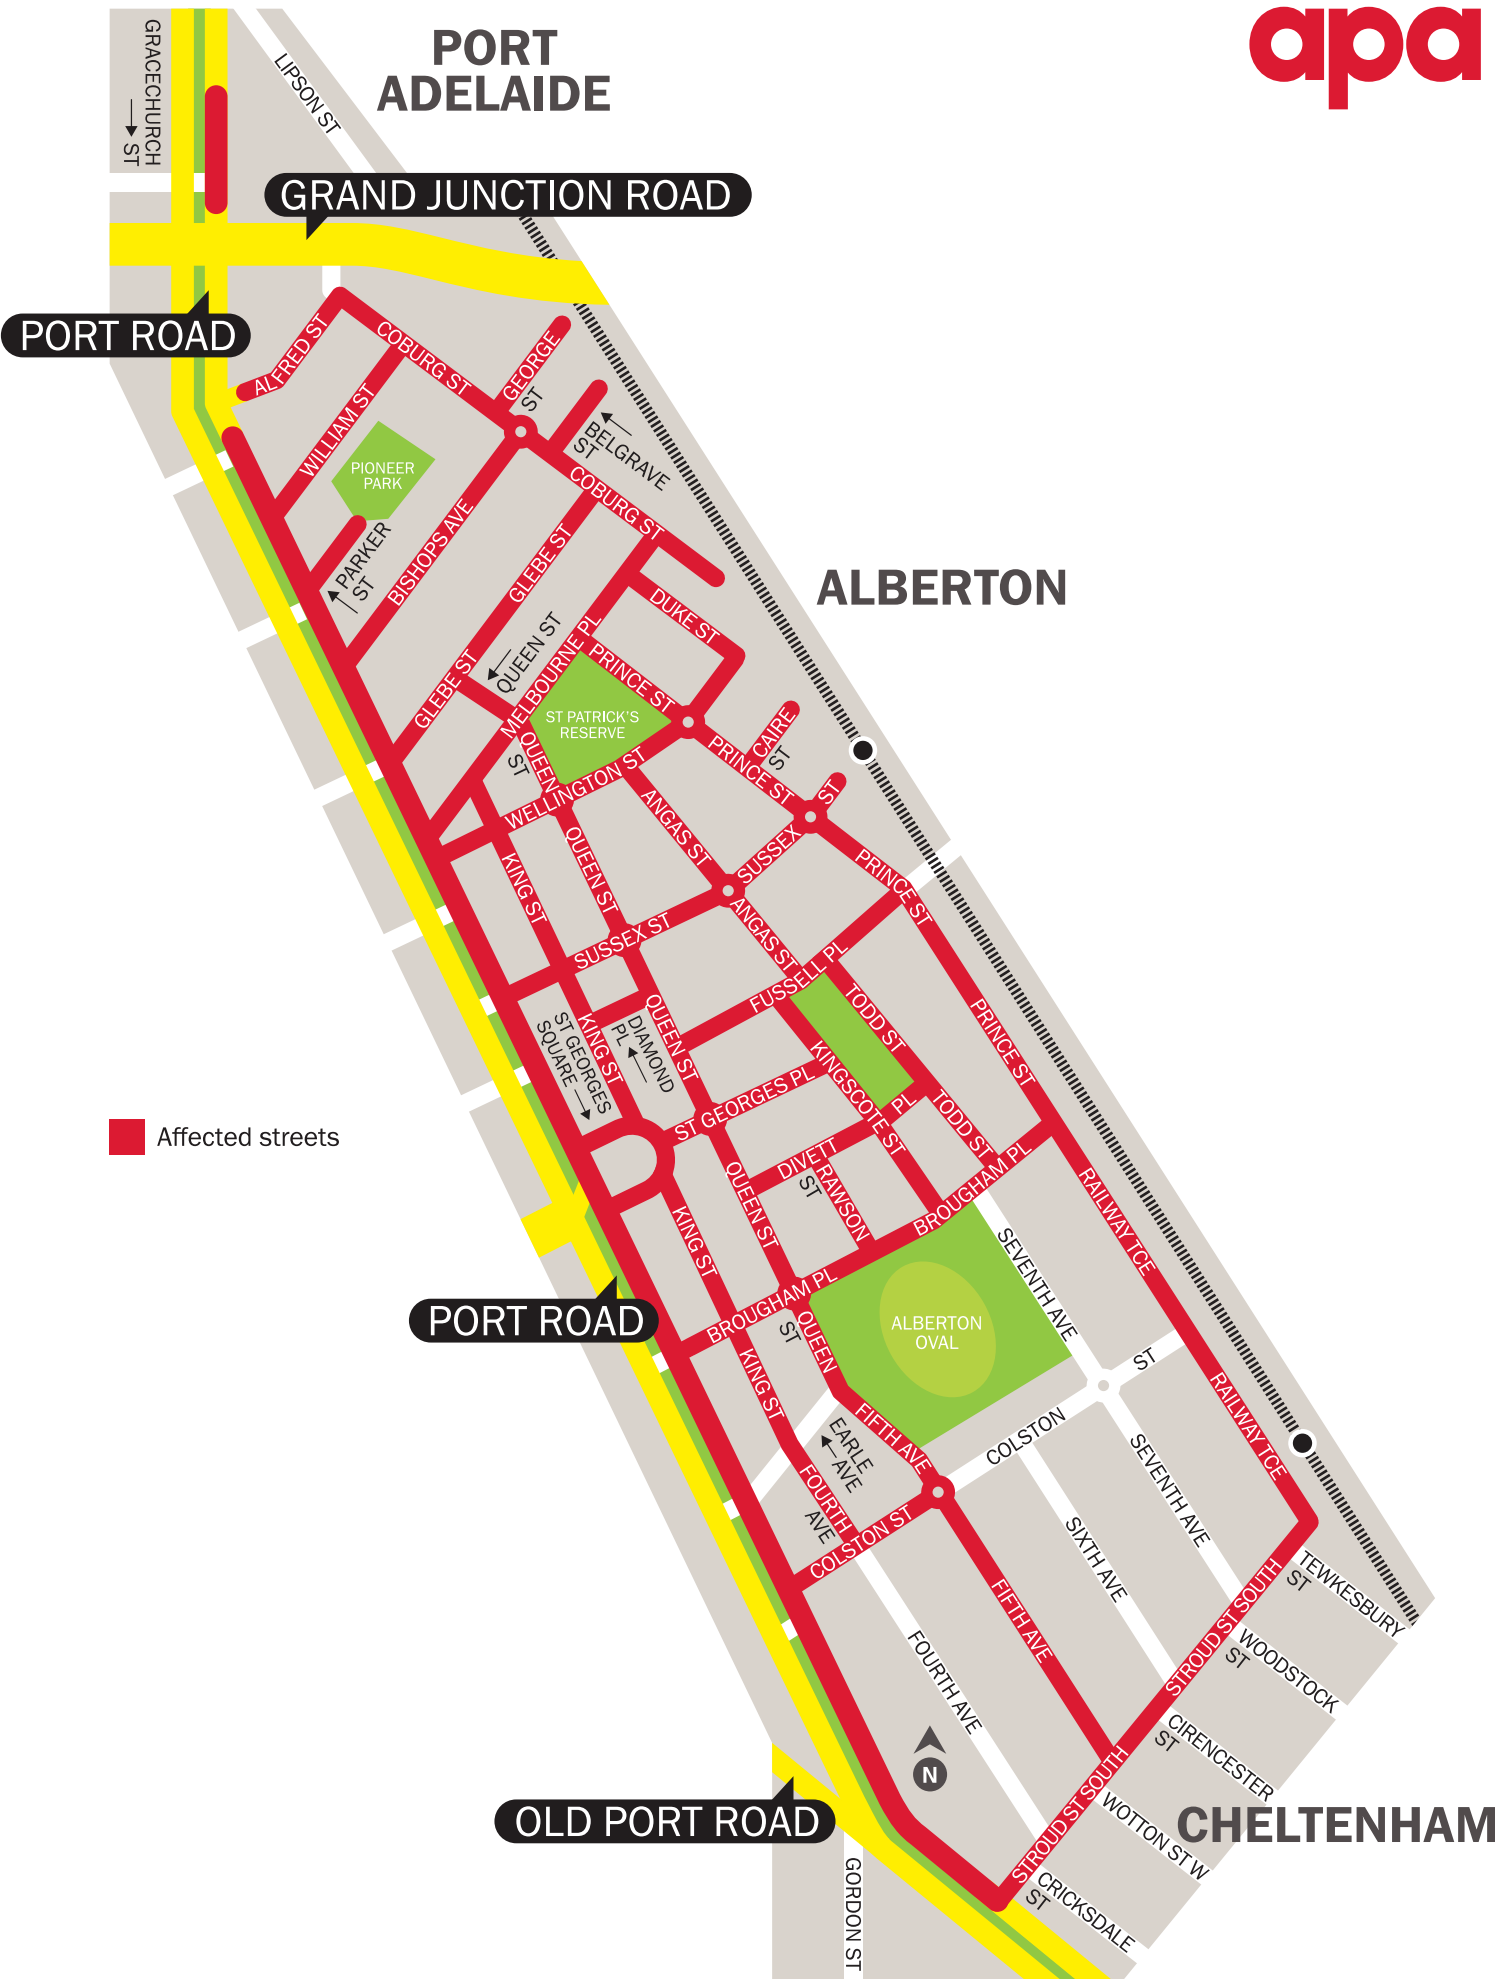 apa
GRACECHURCH
ST
LIPSON ST
PORT
ADELAIDE
GRAND JUNCTION ROAD
PORT ROAD
ALFRED ST
COBURG ST
GEORGE
ST
WILLIAM ST
BELGRAVE
ST
PIONEER
PARK
COBURG ST
PARKER
ST
BISHOPS AVE
GLEBE ST
ALBERTON
DUKE ST
QUEEN ST
GLEBE ST
MELBOURNE PL
PRINCE ST
ST PATRICK'S
RESERVE
QUEEN
ST
CAIRE
ST
PRINCE ST
WELLINGTON ST
ANGAS ST
ST
SUSSEX
QUEEN ST
KING ST
PRINCE ST
SUSSEX ST
ANGAS ST
FUSSELL PL
TODD ST
PRINCE ST
ST GEORGES
SQUARE
KING ST
DIAMOND
PL
QUEEN ST
KINGSCOTE ST
ST GEORGES PL
Affected streets
DIVETT
PL
TODD ST
RAWSON
ST
QUEEN ST
BROUGHAM PL
RAILWAY TCE
KING ST
SEVENTH AVE
PORT ROAD
BROUGHAM PL
QUEEN
ST
ALBERTON
OVAL
KING ST
COLSTON
ST
RAILWAY TCE
FIFTH AVE
EARLE
AVE
FOURTH
AVE
SEVENTH AVE
COLSTON ST
SIXTH AVE
FIFTH AVE
FOURTH AVE
STROUD ST SOUTH
TEWKESBURY
ST
WOODSTOCK
ST
CIRENCESTER
ST
N
STROUD ST SOUTH
WOTTON ST W
CHELTENHAM
OLD PORT ROAD
GORDON ST
CRICKSDALE
ST